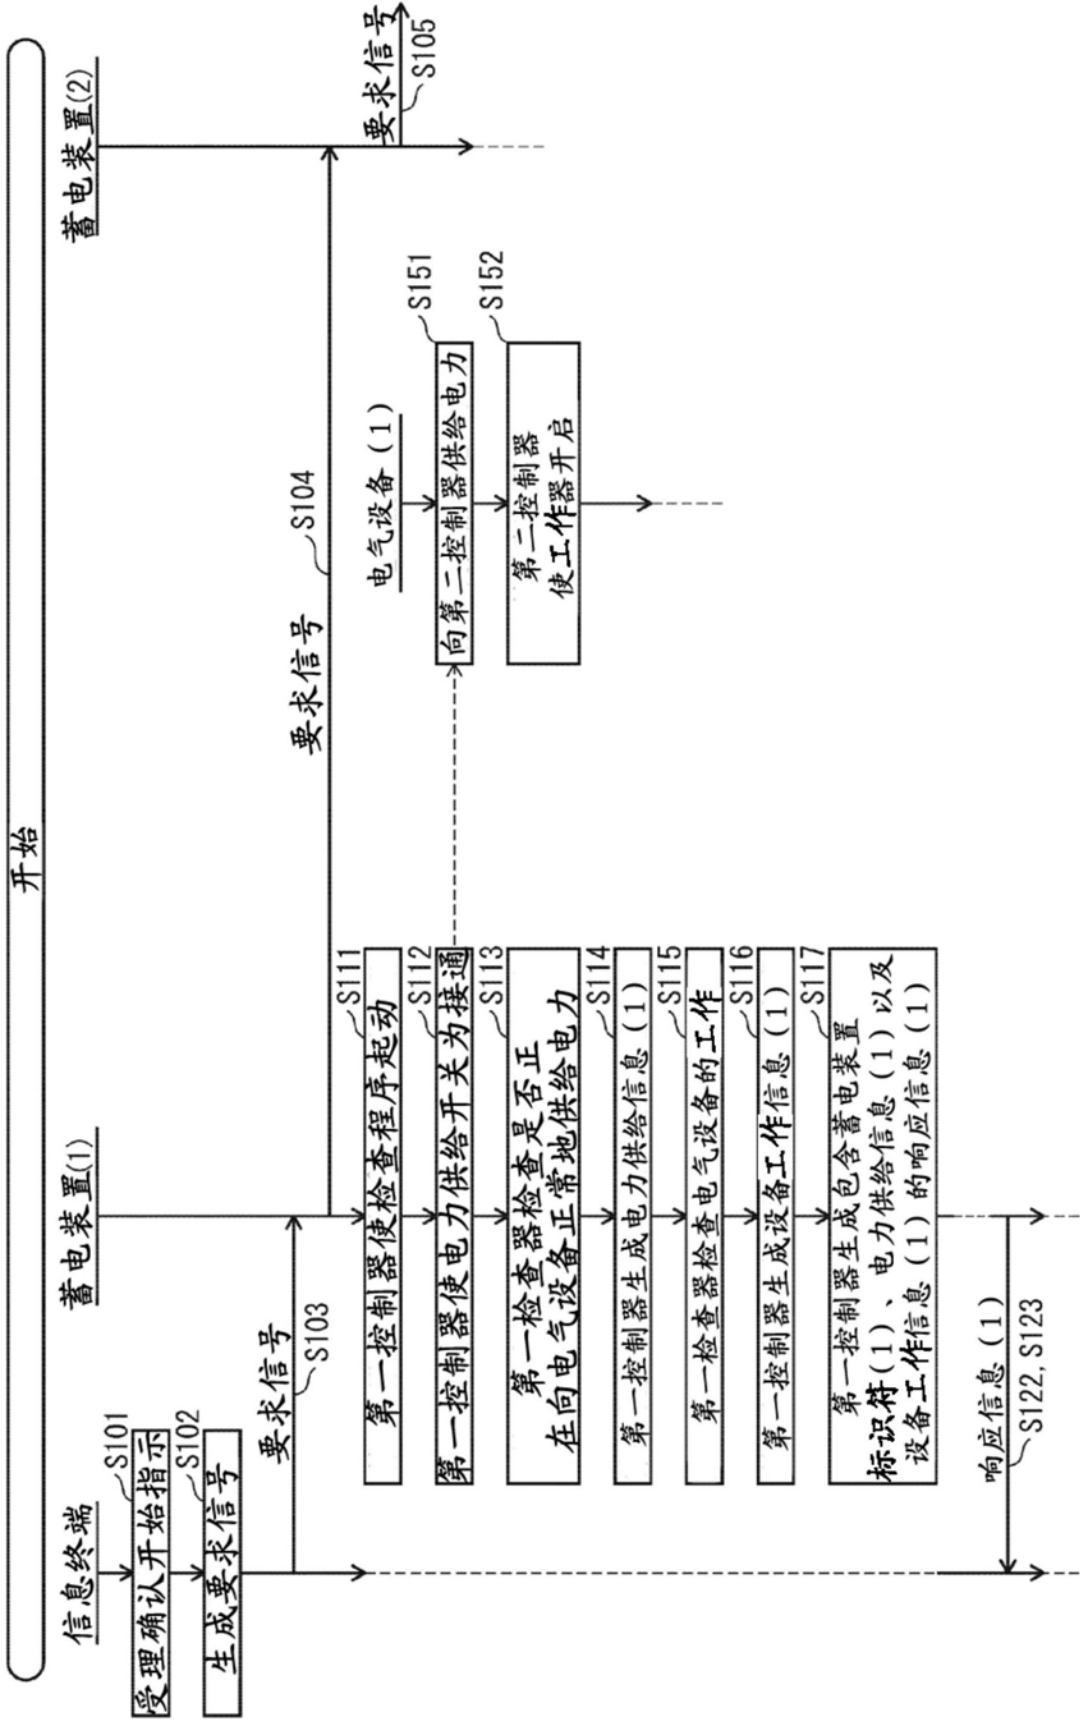 开始
信息终端
蓄电装置(1)
蓄电装置(2)
受理确认开始指示
S101
生成要求信号
S102
要求信号
S103
要求信号
S104
要求信号
S105
第一控制器使检查程序起动
S111
电气设备(1)
第一控制器使电力供给开关为接通
S112
向第二控制器供给电力
S151
第一检查器检查是否正
在向电气设备正常地供给电力
S113
第二控制器
使工作器开启
S152
第一控制器生成电力供给信息(1)
S114
第一检查器检查电气设备的工作
S115
第一控制器生成设备工作信息(1)
S116
第一控制器生成包含蓄电装置
标识符(1)、电力供给信息(1)以及
设备工作信息(1)的响应信息(1)
S117
响应信息(1)
S122, S123